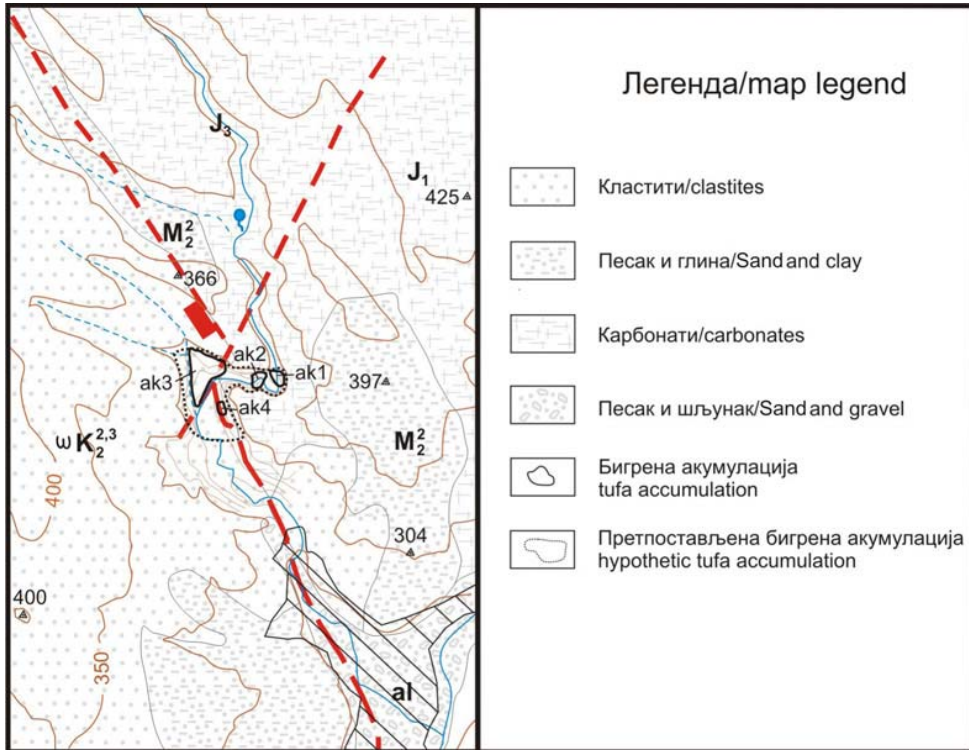 J₃
J₁
425
M₂²
366
ak2
ak1
ak3
397
ak4
ωK₂²,³
M₂²
400
304
400
350
al
Легенда/map legend
Кластити/clastites
Песак и глина/Sand and clay
Карбонати/carbonates
Песак и шљунак/Sand and gravel
Бигрена акумулација
tufa accumulation
Претпостављена бигрена акумулација
hypothetic tufa accumulation